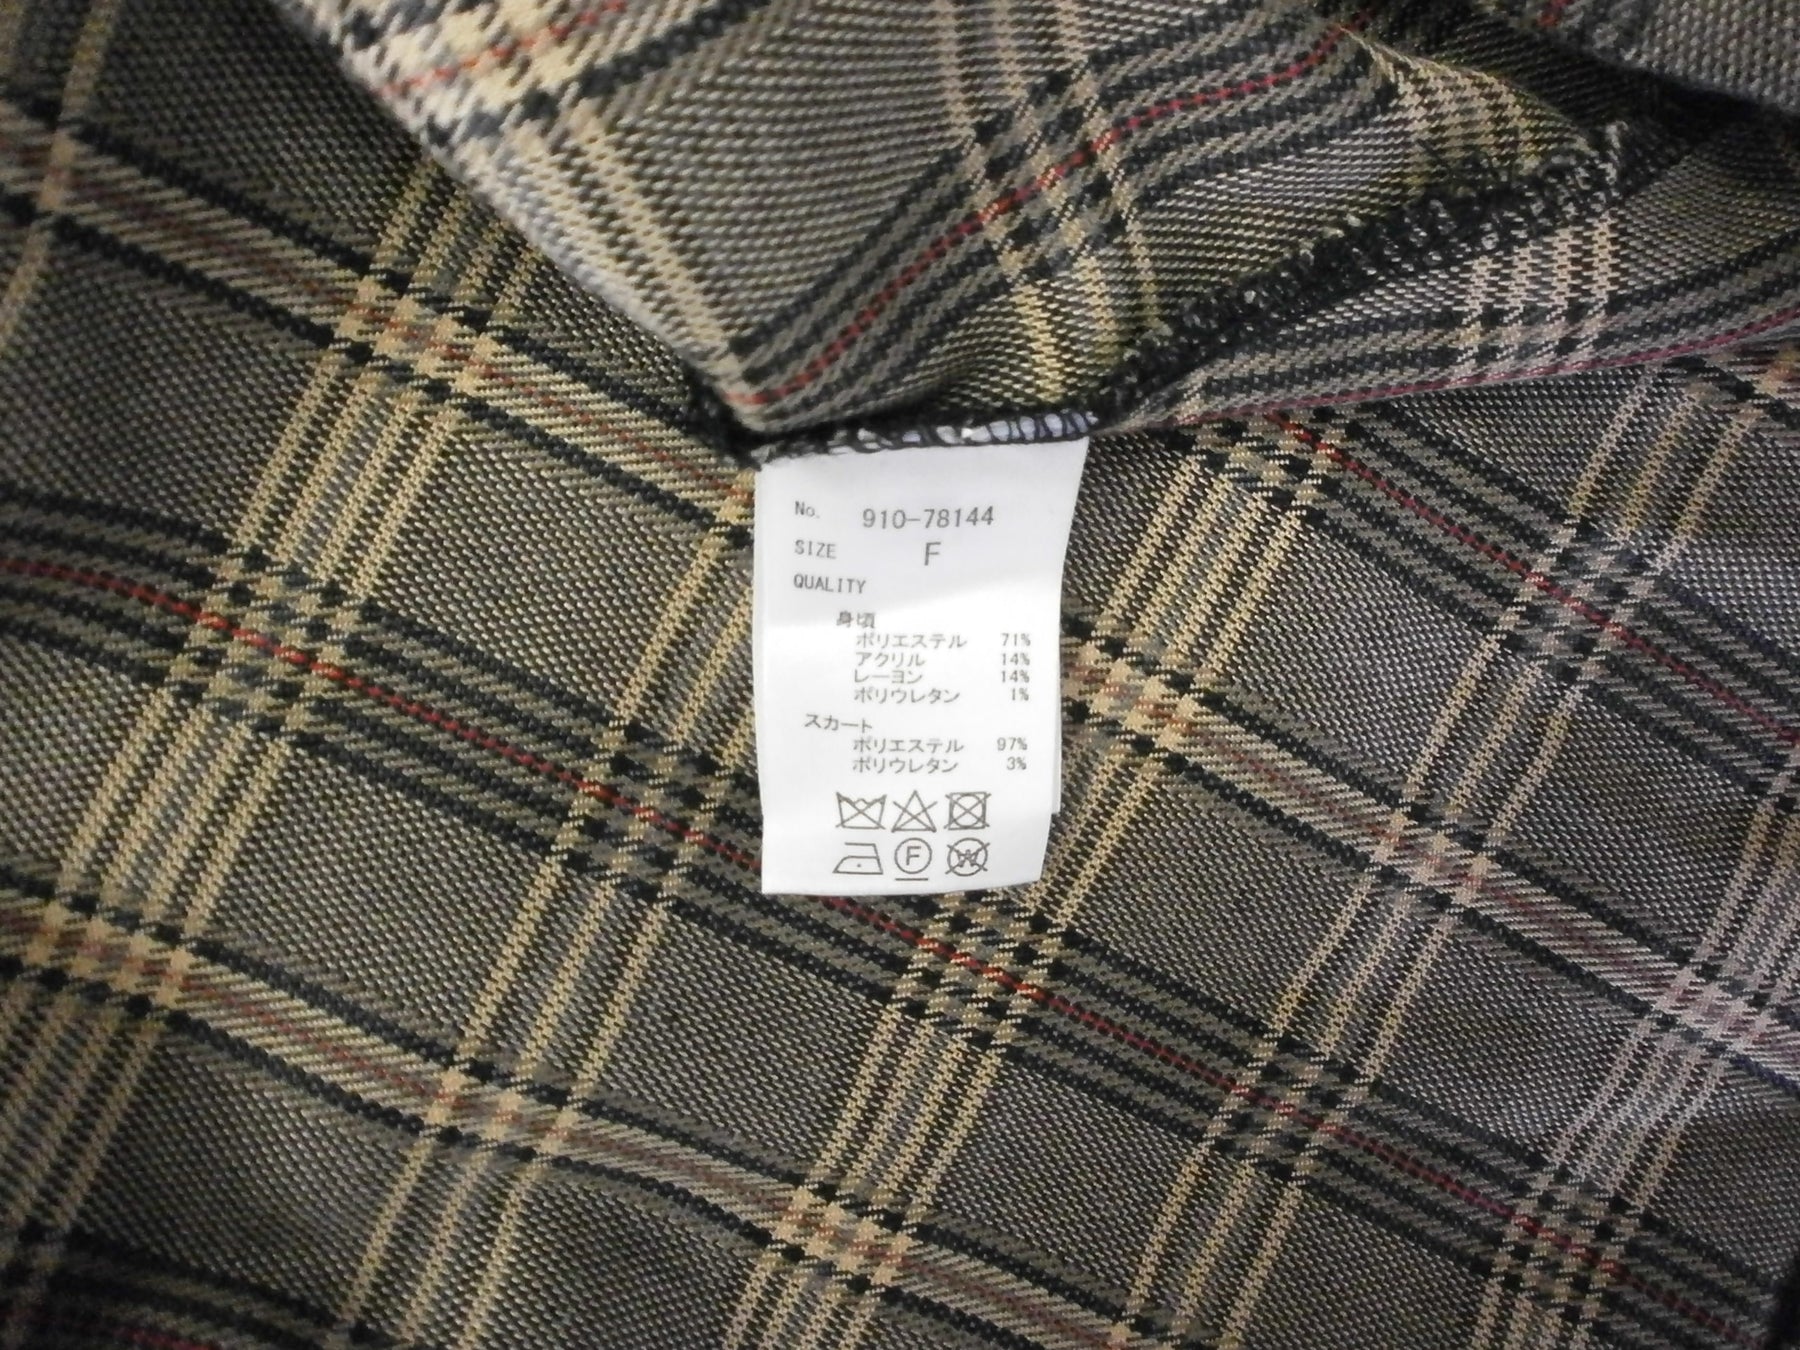 No. 910-78144
SIZE F
QUALITY
身頃
ポリエステル 71%
アクリル 14%
レーヨン 14%
ポリウレタン 1%
スカート
ポリエステル 97%
ポリウレタン 3%
F
W